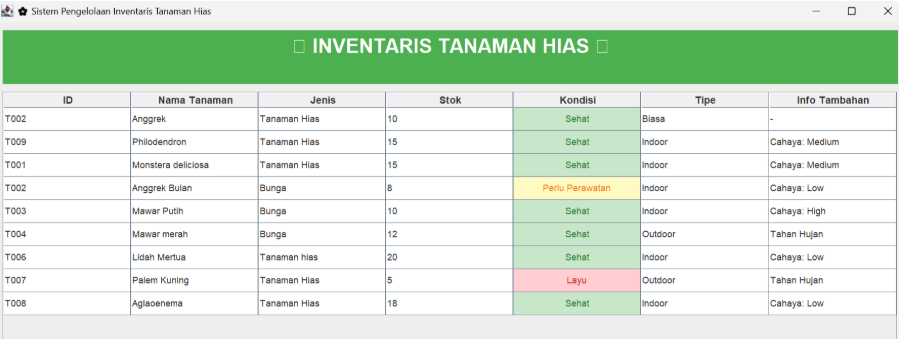 ✿ Sistem Pengelolaan Inventaris Tanaman Hias
INVENTARIS TANAMAN HIAS
ID Nama Tanaman Jenis Stok Kondisi Tipe Info Tambahan
T002 Anggrek Tanaman Hias 10 Sehat Biasa -
T009 Philodendron Tanaman Hias 15 Sehat Indoor Cahaya: Medium
T001 Monstera deliciosa Tanaman Hias 15 Sehat Indoor Cahaya: Medium
T002 Anggrek Bulan Bunga 8 Perlu Perawatan Indoor Cahaya: Low
T003 Mawar Putih Bunga 10 Sehat Indoor Cahaya: High
T004 Mawar merah Bunga 12 Sehat Outdoor Tahan Hujan
T006 Lidah Mertua Tanaman hias 20 Sehat Indoor Cahaya: Low
T007 Palem Kuning Tanaman Hias 5 Layu Outdoor Tahan Hujan
T008 Aglaoenema Tanaman Hias 18 Sehat Indoor Cahaya: Low